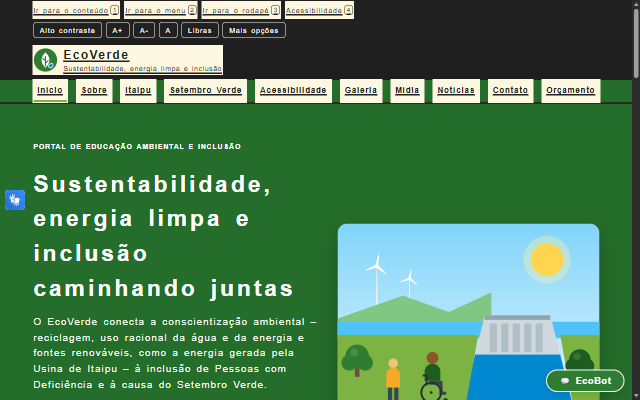 Ir para o conteúdo 1 Ir para o menu 2 Ir para o rodapé 3 Acessibilidade 4
Alto contraste A+ A- A Libras Mais opções
EcoVerde
Sustentabilidade, energia limpa e inclusão
Início Sobre Itaipu Setembro Verde Acessibilidade Galeria Mídia Notícias Contato Orçamento
PORTAL DE EDUCAÇÃO AMBIENTAL E INCLUSÃO
Sustentabilidade,
energia limpa e
inclusão
caminhando juntas
O EcoVerde conecta a conscientização ambiental –
reciclagem, uso racional da água e da energia e
fontes renováveis, como a energia gerada pela
Usina de Itaipu – à inclusão de Pessoas com
Deficiência e à causa do Setembro Verde.
EcoBot